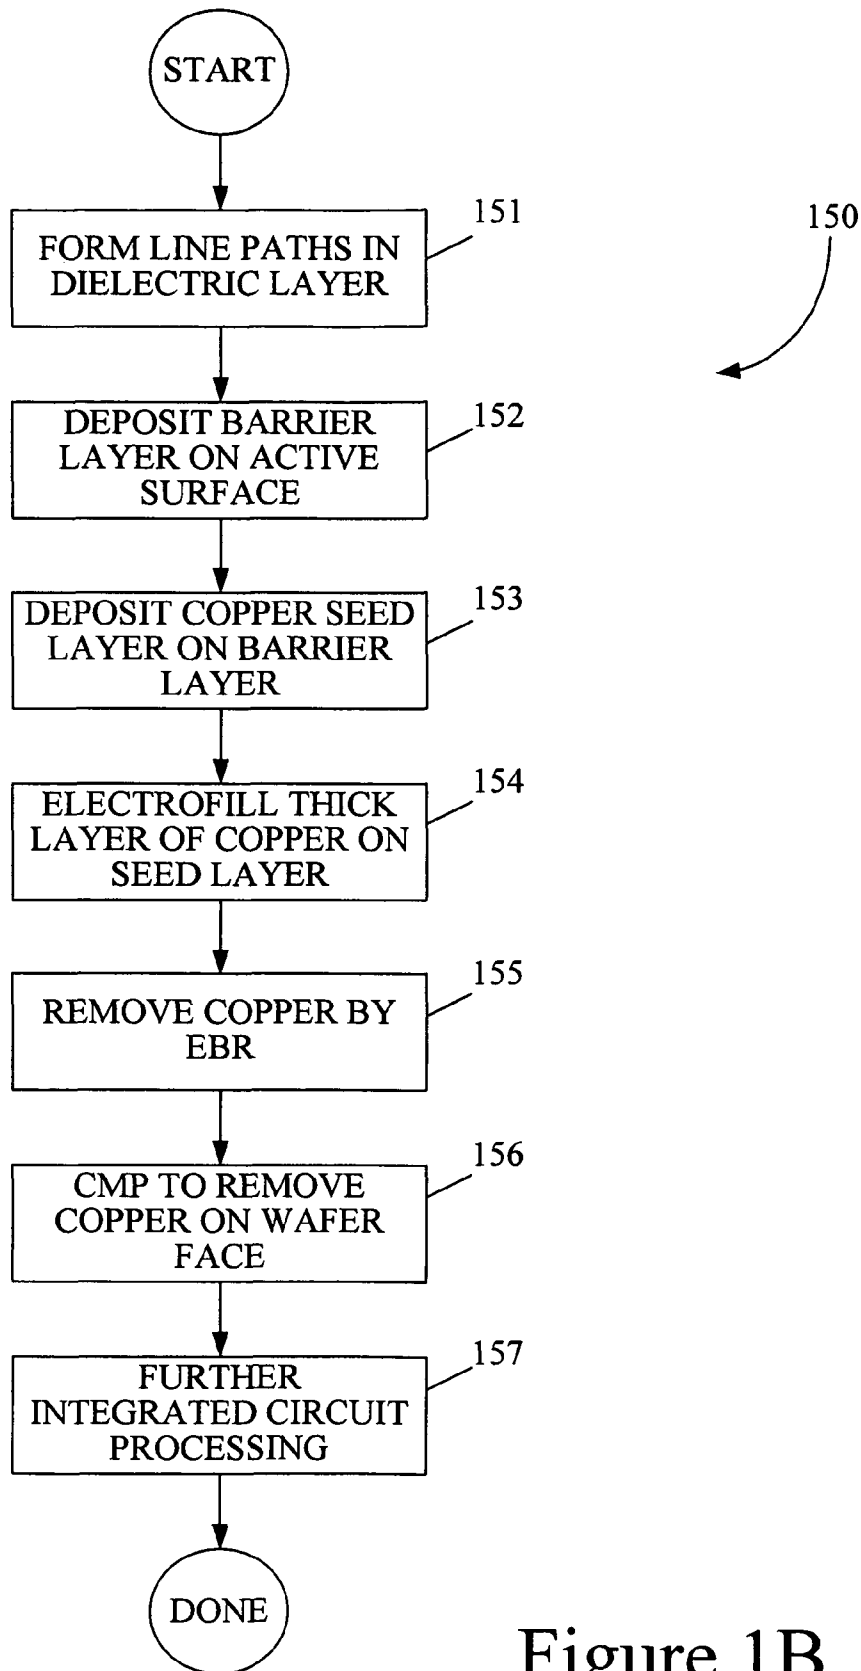 START
151
150
FORM LINE PATHS IN
DIELECTRIC LAYER
152
DEPOSIT BARRIER
LAYER ON ACTIVE
SURFACE
153
DEPOSIT COPPER SEED
LAYER ON BARRIER
LAYER
154
ELECTROFILL THICK
LAYER OF COPPER ON
SEED LAYER
155
REMOVE COPPER BY
EBR
156
CMP TO REMOVE
COPPER ON WAFER
FACE
157
FURTHER
INTEGRATED CIRCUIT
PROCESSING
DONE
Figure 1B